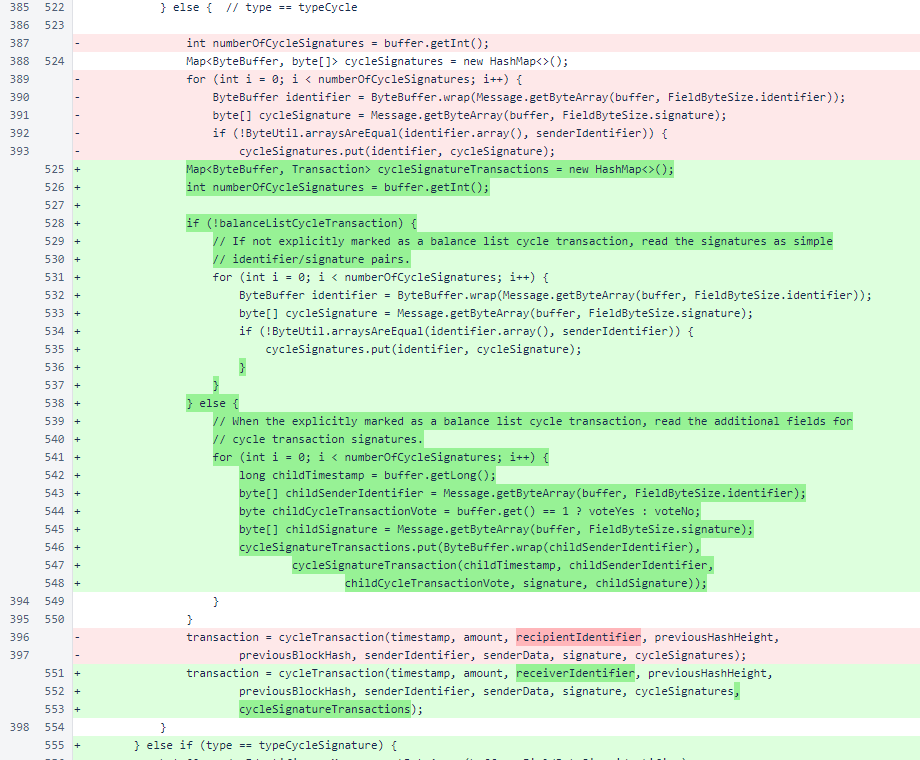 385 522 } else { // type == typeCycle
386 523
387 - int numberOfCycleSignatures = buffer.getInt();
388 524 Map<ByteBuffer, byte[]> cycleSignatures = new HashMap<>();
389 - for (int i = 0; i < numberOfCycleSignatures; i++) {
390 - ByteBuffer identifier = ByteBuffer.wrap(Message.getByteArray(buffer, FieldByteSize.identifier));
391 - byte[] cycleSignature = Message.getByteArray(buffer, FieldByteSize.signature);
392 - if (!ByteUtil.arraysAreEqual(identifier.array(), senderIdentifier)) {
393 - cycleSignatures.put(identifier, cycleSignature);
525 + Map<ByteBuffer, Transaction> cycleSignatureTransactions = new HashMap<>();
526 + int numberOfCycleSignatures = buffer.getInt();
527 +
528 + if (!balanceListCycleTransaction) {
529 + // If not explicitly marked as a balance list cycle transaction, read the signatures as simple
530 + // identifier/signature pairs.
531 + for (int i = 0; i < numberOfCycleSignatures; i++) {
532 + ByteBuffer identifier = ByteBuffer.wrap(Message.getByteArray(buffer, FieldByteSize.identifier));
533 + byte[] cycleSignature = Message.getByteArray(buffer, FieldByteSize.signature);
534 + if (!ByteUtil.arraysAreEqual(identifier.array(), senderIdentifier)) {
535 + cycleSignatures.put(identifier, cycleSignature);
536 + }
537 + }
538 + } else {
539 + // When the explicitly marked as a balance list cycle transaction, read the additional fields for
540 + // cycle transaction signatures.
541 + for (int i = 0; i < numberOfCycleSignatures; i++) {
542 + long childTimestamp = buffer.getLong();
543 + byte[] childSenderIdentifier = Message.getByteArray(buffer, FieldByteSize.identifier);
544 + byte childCycleTransactionVote = buffer.get() == 1 ? voteYes : voteNo;
545 + byte[] childSignature = Message.getByteArray(buffer, FieldByteSize.signature);
546 + cycleSignatureTransactions.put(ByteBuffer.wrap(childSenderIdentifier),
547 + cycleSignatureTransaction(childTimestamp, childSenderIdentifier,
548 + childCycleTransactionVote, signature, childSignature));
394 549 }
395 550 }
396 - transaction = cycleTransaction(timestamp, amount, recipientIdentifier, previousHashHeight,
397 - previousBlockHash, senderIdentifier, senderData, signature, cycleSignatures);
551 + transaction = cycleTransaction(timestamp, amount, receiverIdentifier, previousHashHeight,
552 + previousBlockHash, senderIdentifier, senderData, signature, cycleSignatures,
553 + cycleSignatureTransactions);
398 554 }
555 + } else if (type == typeCycleSignature) {